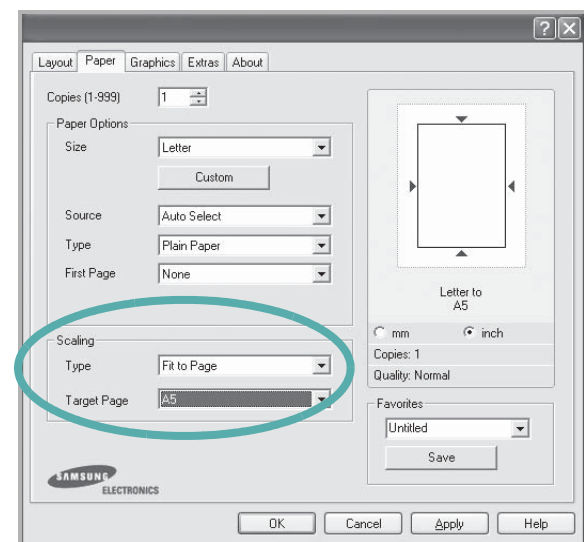 Layout Paper Graphics Extras About
Copies (1-999) 1
Paper Options
Size Letter
Custom
Source Auto Select
Type Plain Paper
First Page None
Letter to
A5
mm inch
Copies: 1
Quality: Normal
Scaling
Type Fit to Page
Target Page A5
Favorites
Untitled
Save
SAMSUNG
ELECTRONICS
OK Cancel Apply Help